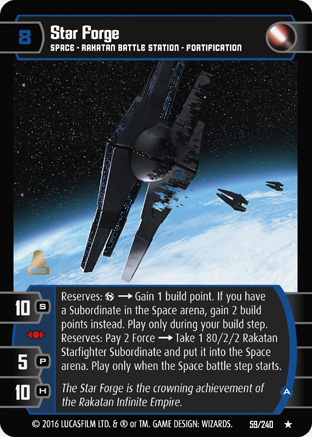 8
Star Forge
SPACE - RAKATAN BATTLE STATION - FORTIFICATION
10 S
5 P
10 H
Reserves: → Gain 1 build point. If you have
a Subordinate in the Space arena, gain 2 build
points instead. Play only during your build step.
Reserves: Pay 2 Force → Take 1 80/2/2 Rakatan
Starfighter Subordinate and put it into the Space
arena. Play only when the Space battle step starts.
The Star Forge is the crowning achievement of
the Rakatan Infinite Empire.
A
© 2016 LUCASFILM LTD. & ® or TM. GAME DESIGN: WIZARDS. 59/240 ★